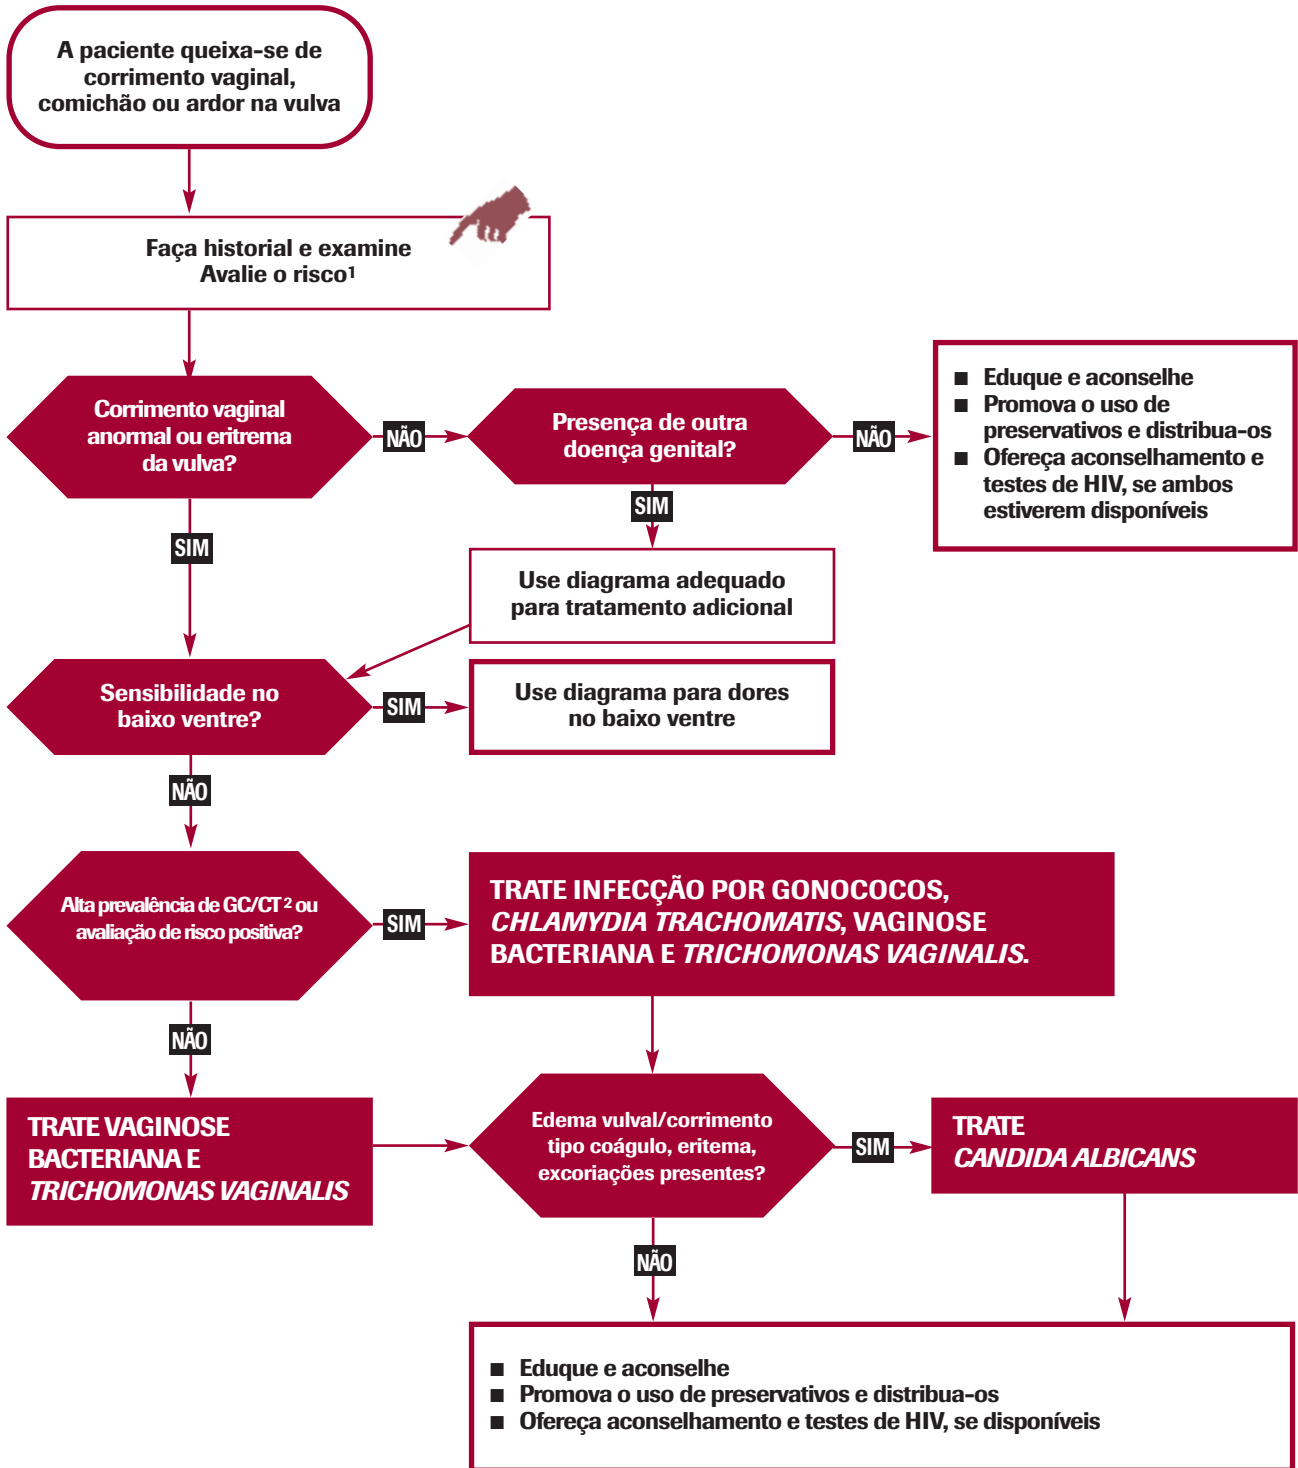 A paciente queixa-se de
corrimento vaginal,
comichão ou ardor na vulva
Faça historial e examine
Avalie o risco¹
Corrimento vaginal
anormal ou eritrema
da vulva?
NÃO
Presença de outra
doença genital?
NÃO
■ Eduque e aconselhe
■ Promova o uso de
preservativos e distribua-os
■ Ofereça aconselhamento e
testes de HIV, se ambos
estiverem disponíveis
SIM
SIM
Use diagrama adequado
para tratamento adicional
Sensibilidade no
baixo ventre?
SIM
Use diagrama para dores
no baixo ventre
NÃO
Alta prevalência de GC/CT ² ou
avaliação de risco positiva?
SIM
TRATE INFECÇÃO POR GONOCOCOS,
CHLAMYDIA TRACHOMATIS, VAGINOSE
BACTERIANA E TRICHOMONAS VAGINALIS.
NÃO
TRATE VAGINOSE
BACTERIANA E
TRICHOMONAS VAGINALIS
Edema vulval/corrimento
tipo coágulo, eritema,
excoriações presentes?
SIM
TRATE
CANDIDA ALBICANS
NÃO
■ Eduque e aconselhe
■ Promova o uso de preservativos e distribua-os
■ Ofereça aconselhamento e testes de HIV, se disponíveis